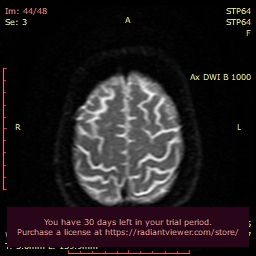 Im: 44/48
Se: 3
A
STP64
STP64
F
Ax DWI B 1000
R
L
You have 30 days left in your trial period.
Purchase a license at https://radiantviewer.com/store/